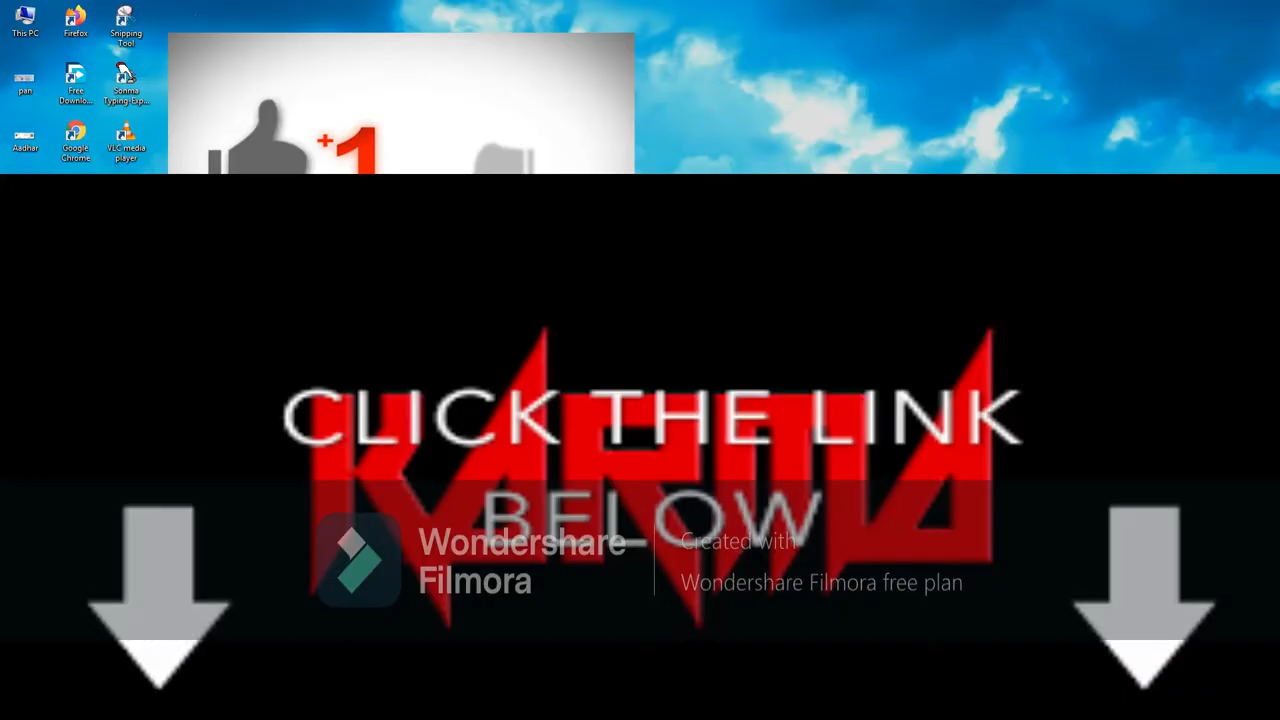 This PC
Firefox
Snipping
Tool
pan
Free
Downlo...
Sonma
Typing-Exp...
Aadhar
Google
Chrome
VLC media
player
+1
CLICK THE LINK
KARMA
BELOW
Wondershare
Filmora
Created with
Wondershare Filmora free plan